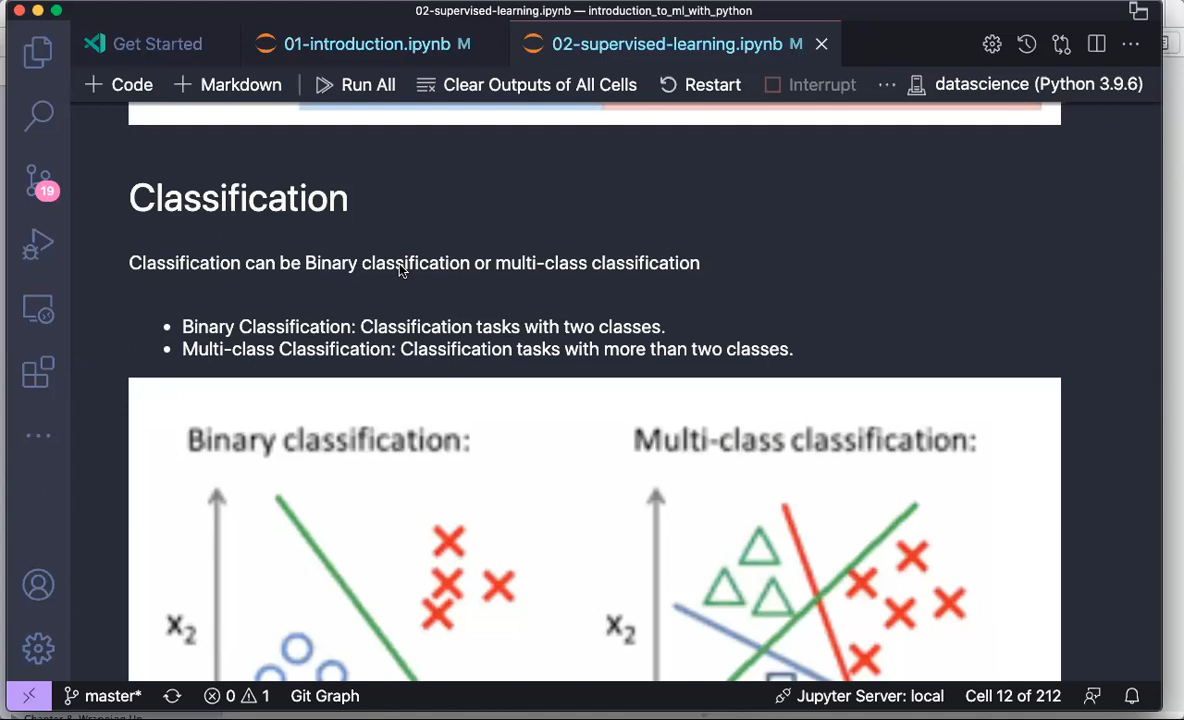 02-supervised-learning.ipynb — introduction_to_ml_with_python
Get Started
01-introduction.ipynb M
02-supervised-learning.ipynb M
+ Code + Markdown Run All Clear Outputs of All Cells Restart Interrupt ... datascience (Python 3.9.6)
19
Classification
Classification can be Binary classification or multi-class classification
• Binary Classification: Classification tasks with two classes.
• Multi-class Classification: Classification tasks with more than two classes.
Binary classification: Multi-class classification:
x2 x2
master* 0 1 Git Graph Jupyter Server: local Cell 12 of 212